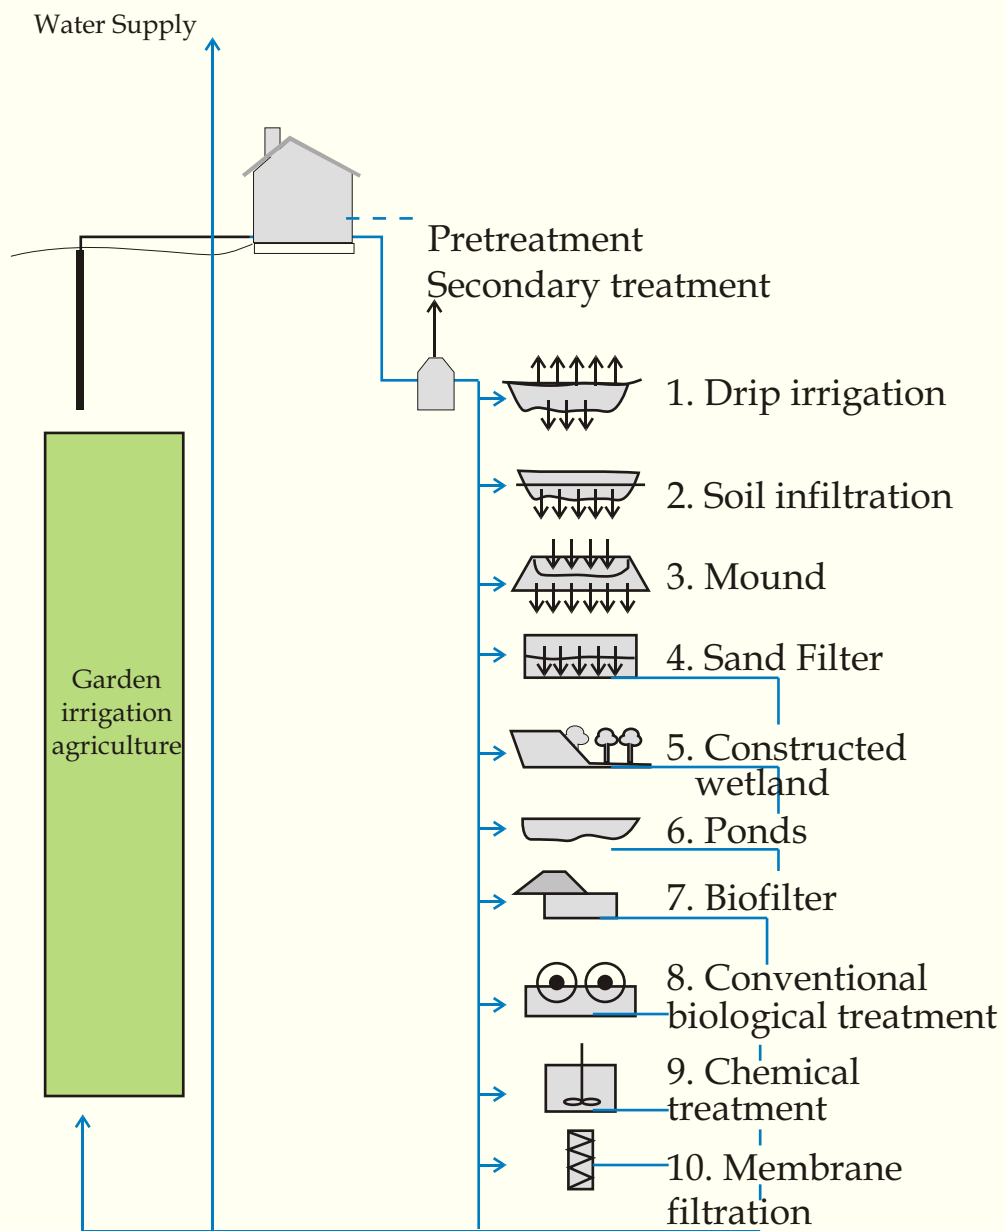 Water Supply
Pretreatment
Secondary treatment
1. Drip irrigation
2. Soil infiltration
3. Mound
4. Sand Filter
5. Constructed
wetland
6. Ponds
7. Biofilter
8. Conventional
biological treatment
9. Chemical
treatment
10. Membrane
filtration
Garden
irrigation
agriculture